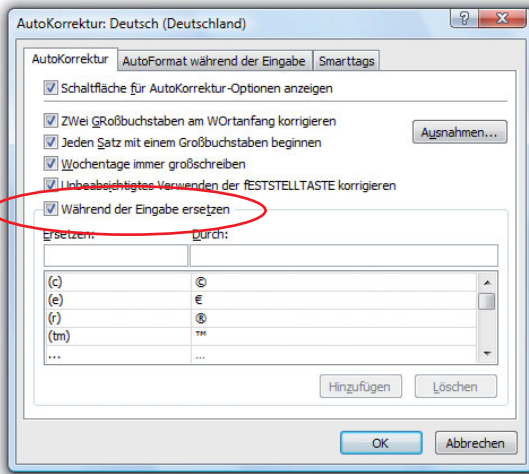 AutoKorrektur: Deutsch (Deutschland)
AutoKorrektur AutoFormat während der Eingabe Smarttags
Schaltfläche für AutoKorrektur-Optionen anzeigen
ZWei GRoßbuchstaben am WOrtanfang korrigieren
Ausnahmen...
Jeden Satz mit einem Großbuchstaben beginnen
Wochentage immer großschreiben
Unbeabsichtigtes Verwenden der fESTSTELLTASTE korrigieren
Während der Eingabe ersetzen
Ersetzen: Durch:
(c) ©
(e) €
(r) ®
(tm) ™
... …
Hinzufügen Löschen
OK Abbrechen